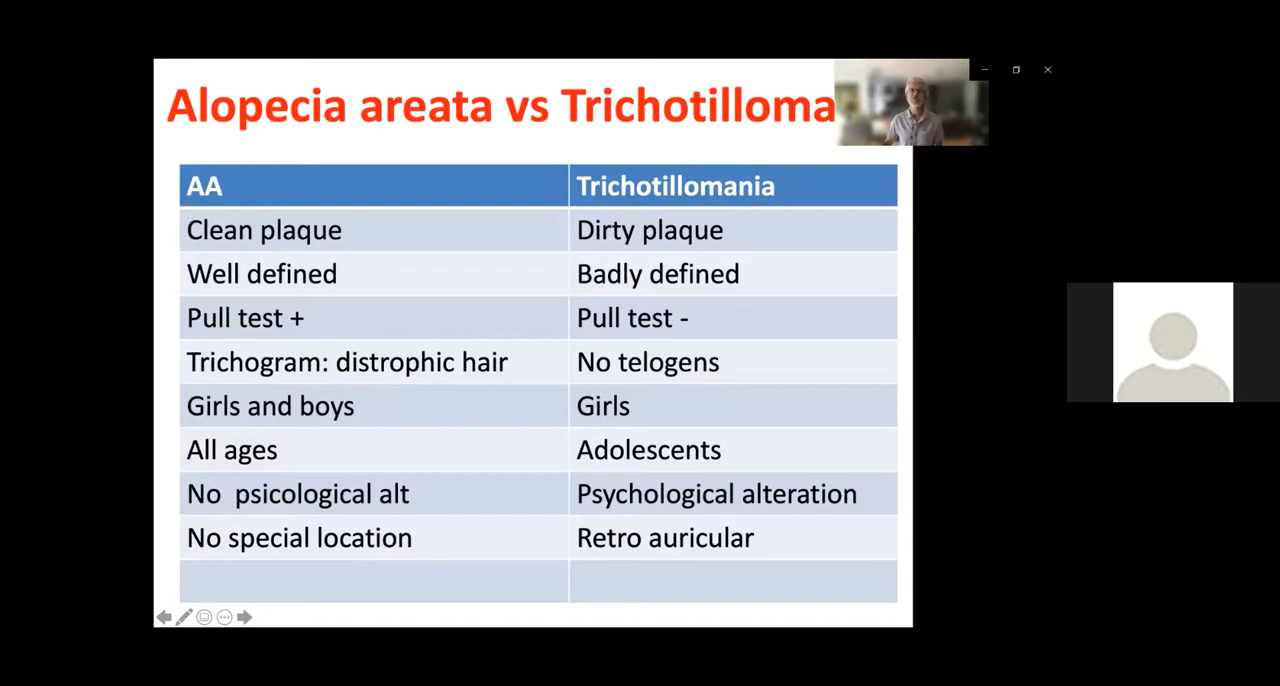 Alopecia areata vs Trichotilloma
AA Trichotillomania
Clean plaque Dirty plaque
Well defined Badly defined
Pull test + Pull test -
Trichogram: distrophic hair No telogens
Girls and boys Girls
All ages Adolescents
No psicological alt Psychological alteration
No special location Retro auricular